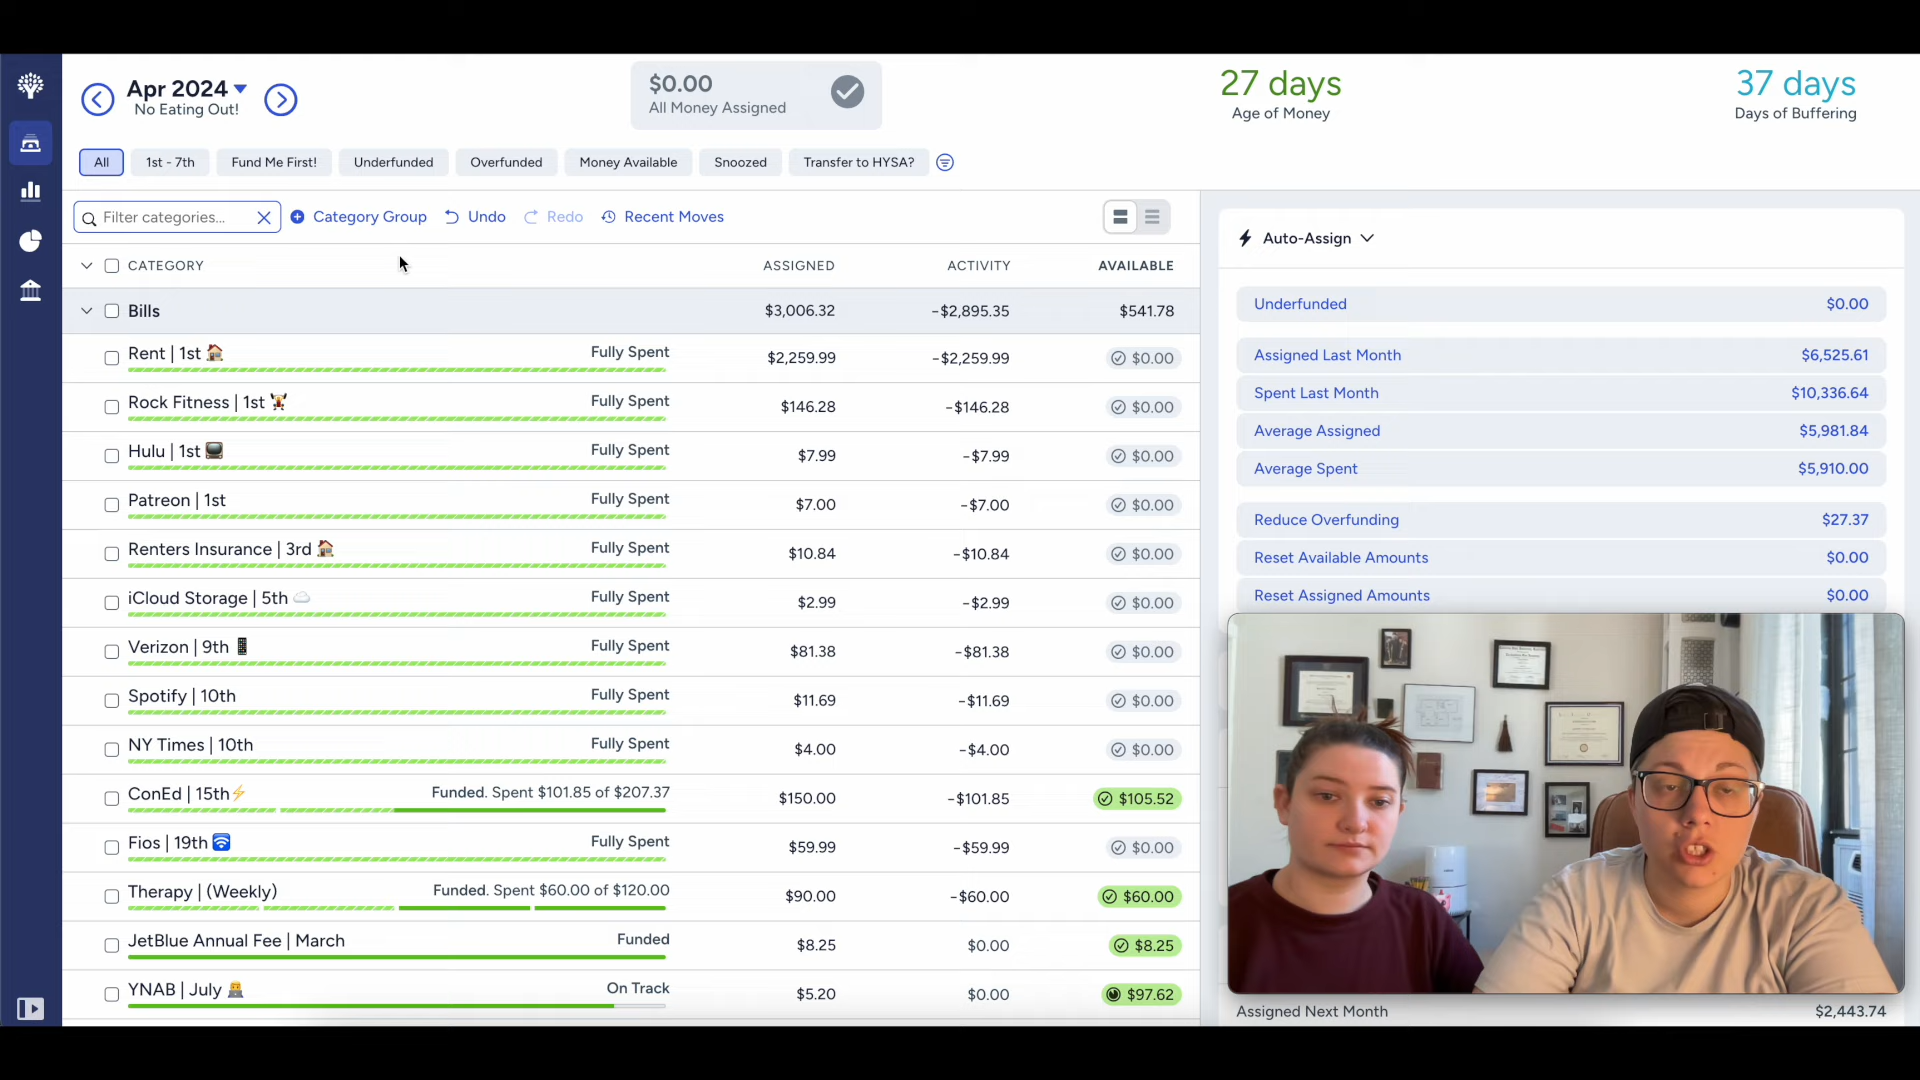 Apr 2024
No Eating Out!
$0.00
All Money Assigned
27 days
Age of Money
37 days
Days of Buffering
All
1st - 7th
Fund Me First!
Underfunded
Overfunded
Money Available
Snoozed
Transfer to HYSA?
Filter categories...
Category Group
Undo
Redo
Recent Moves
CATEGORY ASSIGNED ACTIVITY AVAILABLE
Bills $3,006.32 -$2,895.35 $541.78
Rent | 1st 🏠 Fully Spent $2,259.99 -$2,259.99 $0.00
Rock Fitness | 1st 🏋️ Fully Spent $146.28 -$146.28 $0.00
Hulu | 1st 📺 Fully Spent $7.99 -$7.99 $0.00
Patreon | 1st Fully Spent $7.00 -$7.00 $0.00
Renters Insurance | 3rd 🏠 Fully Spent $10.84 -$10.84 $0.00
iCloud Storage | 5th ☁️ Fully Spent $2.99 -$2.99 $0.00
Verizon | 9th 📱 Fully Spent $81.38 -$81.38 $0.00
Spotify | 10th Fully Spent $11.69 -$11.69 $0.00
NY Times | 10th Fully Spent $4.00 -$4.00 $0.00
ConEd | 15th⚡ Funded. Spent $101.85 of $207.37 $150.00 -$101.85 $105.52
Fios | 19th 🛜 Fully Spent $59.99 -$59.99 $0.00
Therapy | (Weekly) Funded. Spent $60.00 of $120.00 $90.00 -$60.00 $60.00
JetBlue Annual Fee | March Funded $8.25 $0.00 $8.25
YNAB | July 👩‍💻 On Track $5.20 $0.00 $97.62
Auto-Assign
Underfunded $0.00
Assigned Last Month $6,525.61
Spent Last Month $10,336.64
Average Assigned $5,981.84
Average Spent $5,910.00
Reduce Overfunding $27.37
Reset Available Amounts $0.00
Reset Assigned Amounts $0.00
Assigned Next Month $2,443.74